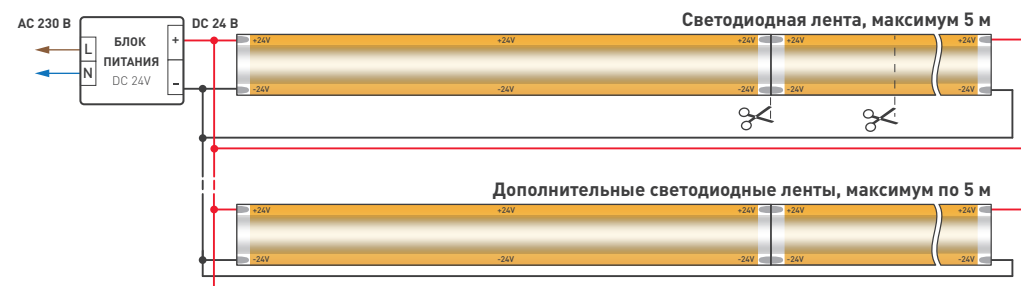 AC 230 В
DC 24 В
Светодиодная лента, максимум 5 м
L
N
БЛОК
ПИТАНИЯ
DC 24V
+
-
+24V +24V +24V +24V +24V
-24V -24V -24V -24V -24V
Дополнительные светодиодные ленты, максимум по 5 м
+24V +24V +24V +24V +24V
-24V -24V -24V -24V -24V